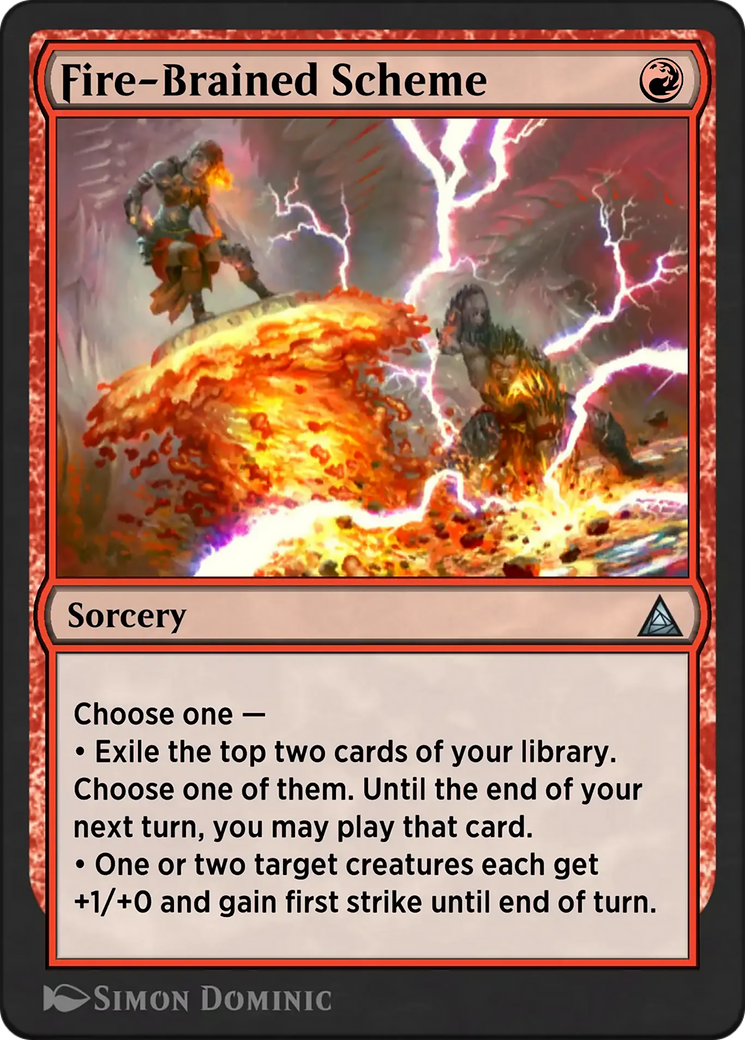 Fire-Brained Scheme
Sorcery
Choose one —
• Exile the top two cards of your library.
Choose one of them. Until the end of your
next turn, you may play that card.
• One or two target creatures each get
+1/+0 and gain first strike until end of turn.
Simon Dominic